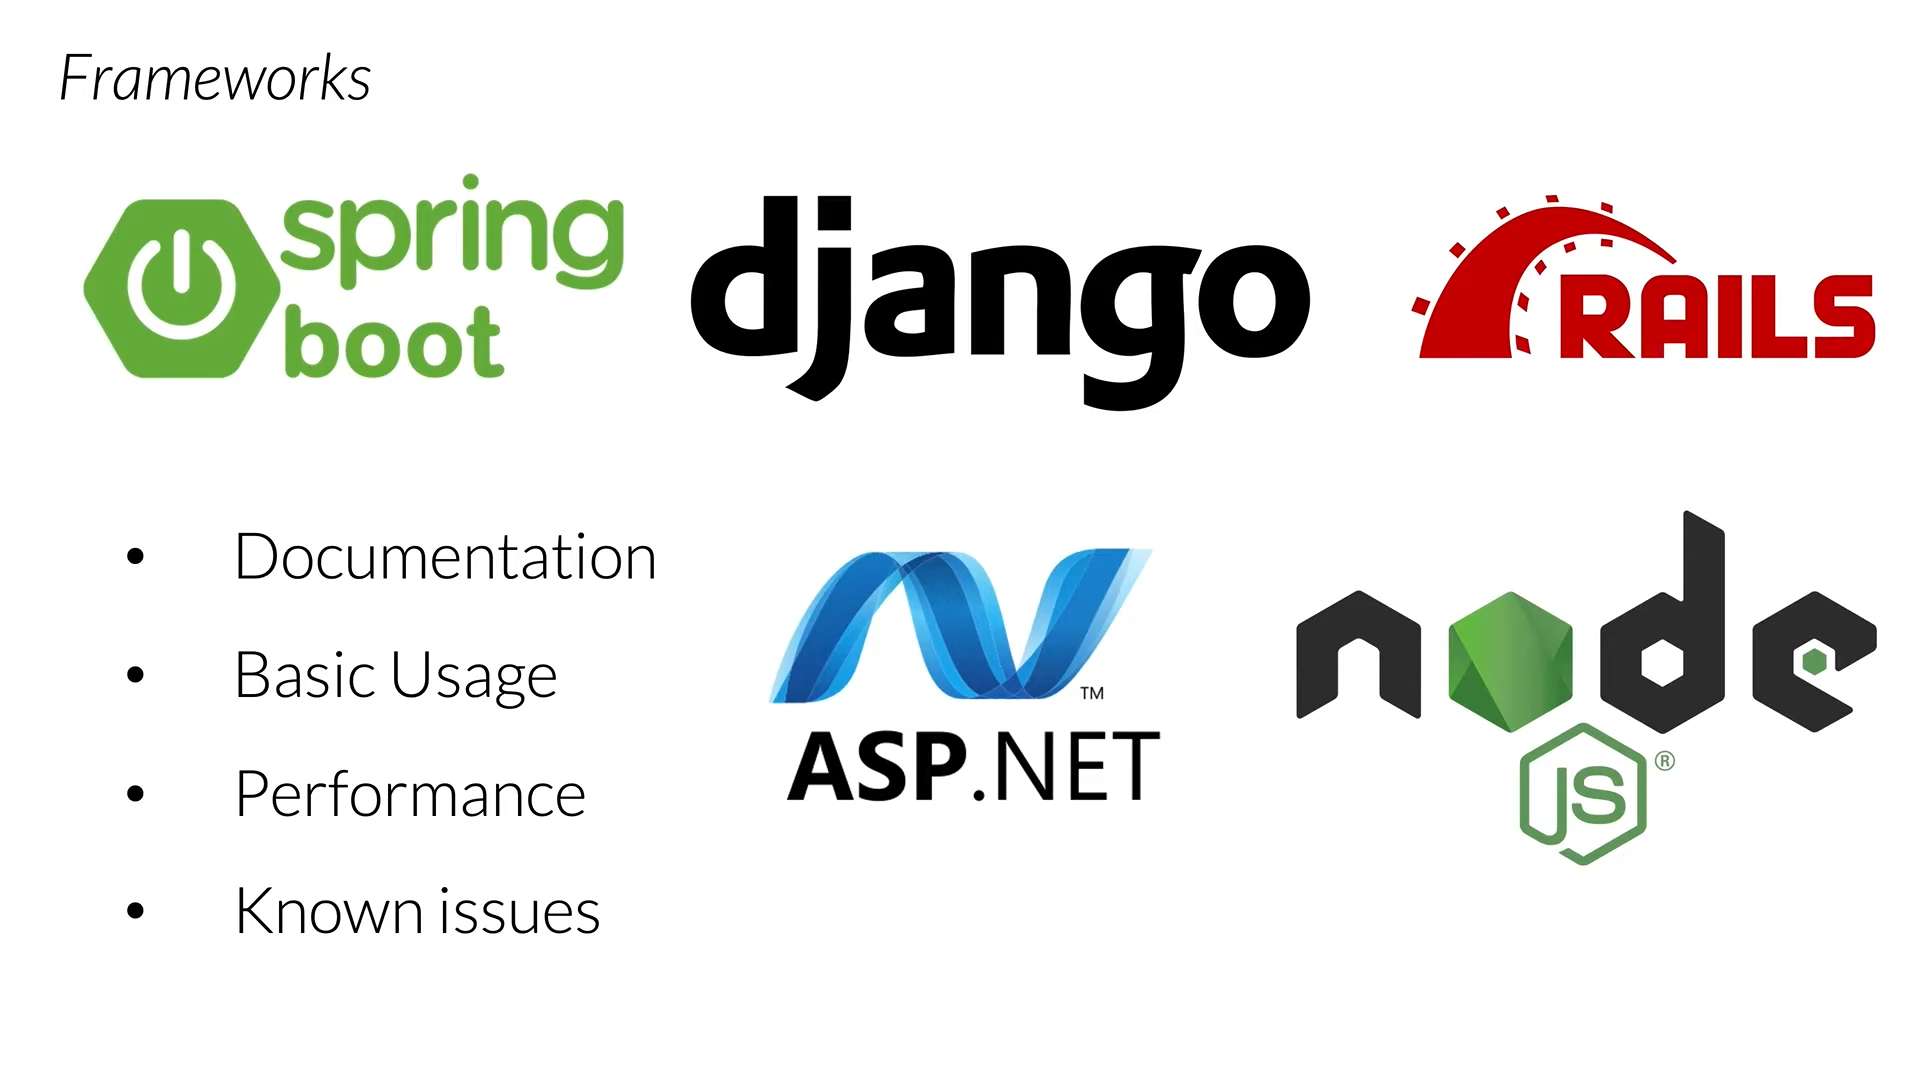 Frameworks
spring
boot
django
RAILS
Documentation
Basic Usage
Performance
Known issues
TM
ASP.NET
node
JS ®